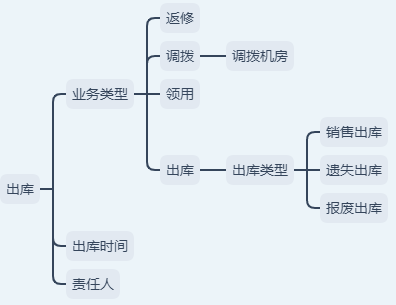 返修
调拨
调拨机房
业务类型
领用
销售出库
出库
出库类型
遗失出库
出库
报废出库
出库时间
责任人